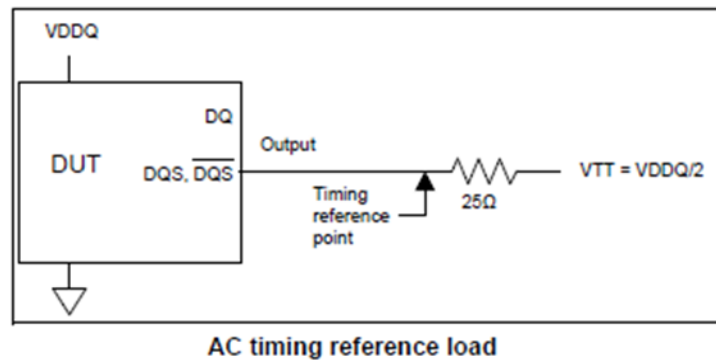 VDDQ
DQ
DUT
DQS, DQS
Output
Timing
reference
point
25Ω
VTT = VDDQ/2
AC timing reference load